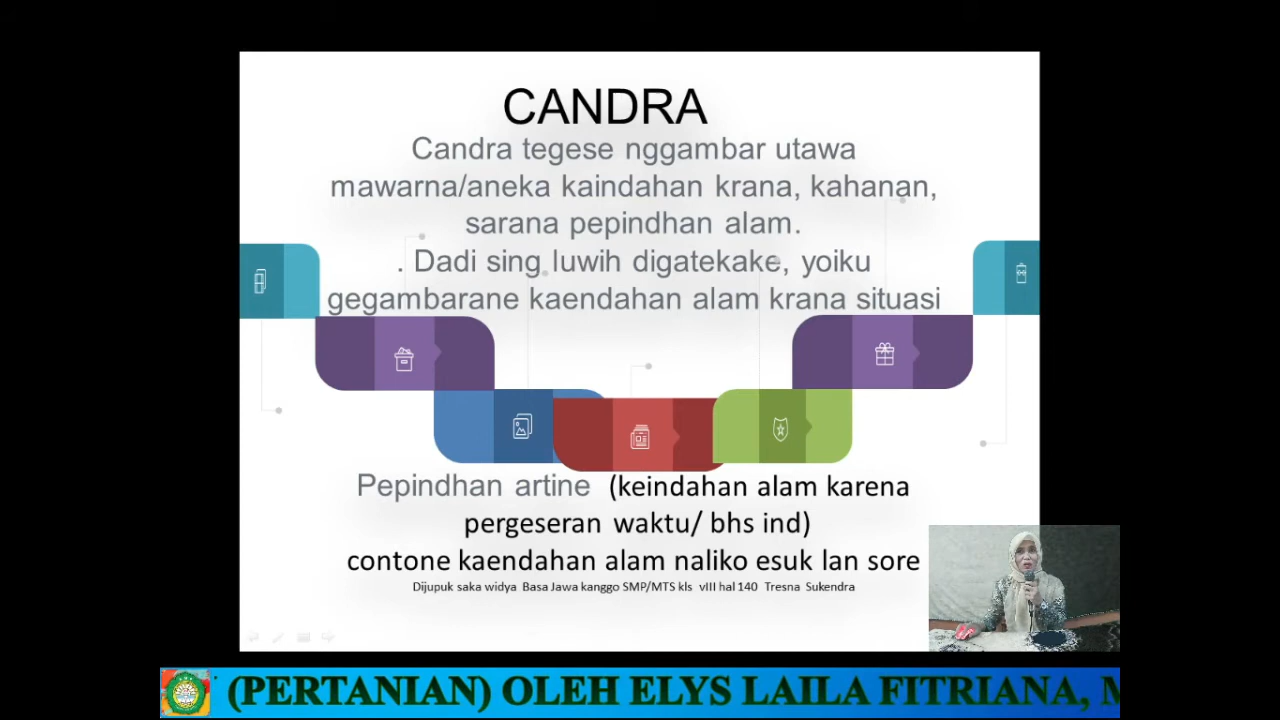 CANDRA
Candra tegese nggambar utawa
mawarna/aneka kaindahan krana, kahanan,
sarana pepindhan alam.
. Dadi sing luwih digatekake, yoiku
gegambarane kaendahan alam krana situasi
Pepindhan artine (keindahan alam karena
pergeseran waktu/ bhs ind)
contone kaendahan alam naliko esuk lan sore
Dijupuk saka widya Basa Jawa kanggo SMP/MTS kls vIII hal 140 Tresna Sukendra
(PERTANIAN) OLEH ELYS LAILA FITRIANA, M